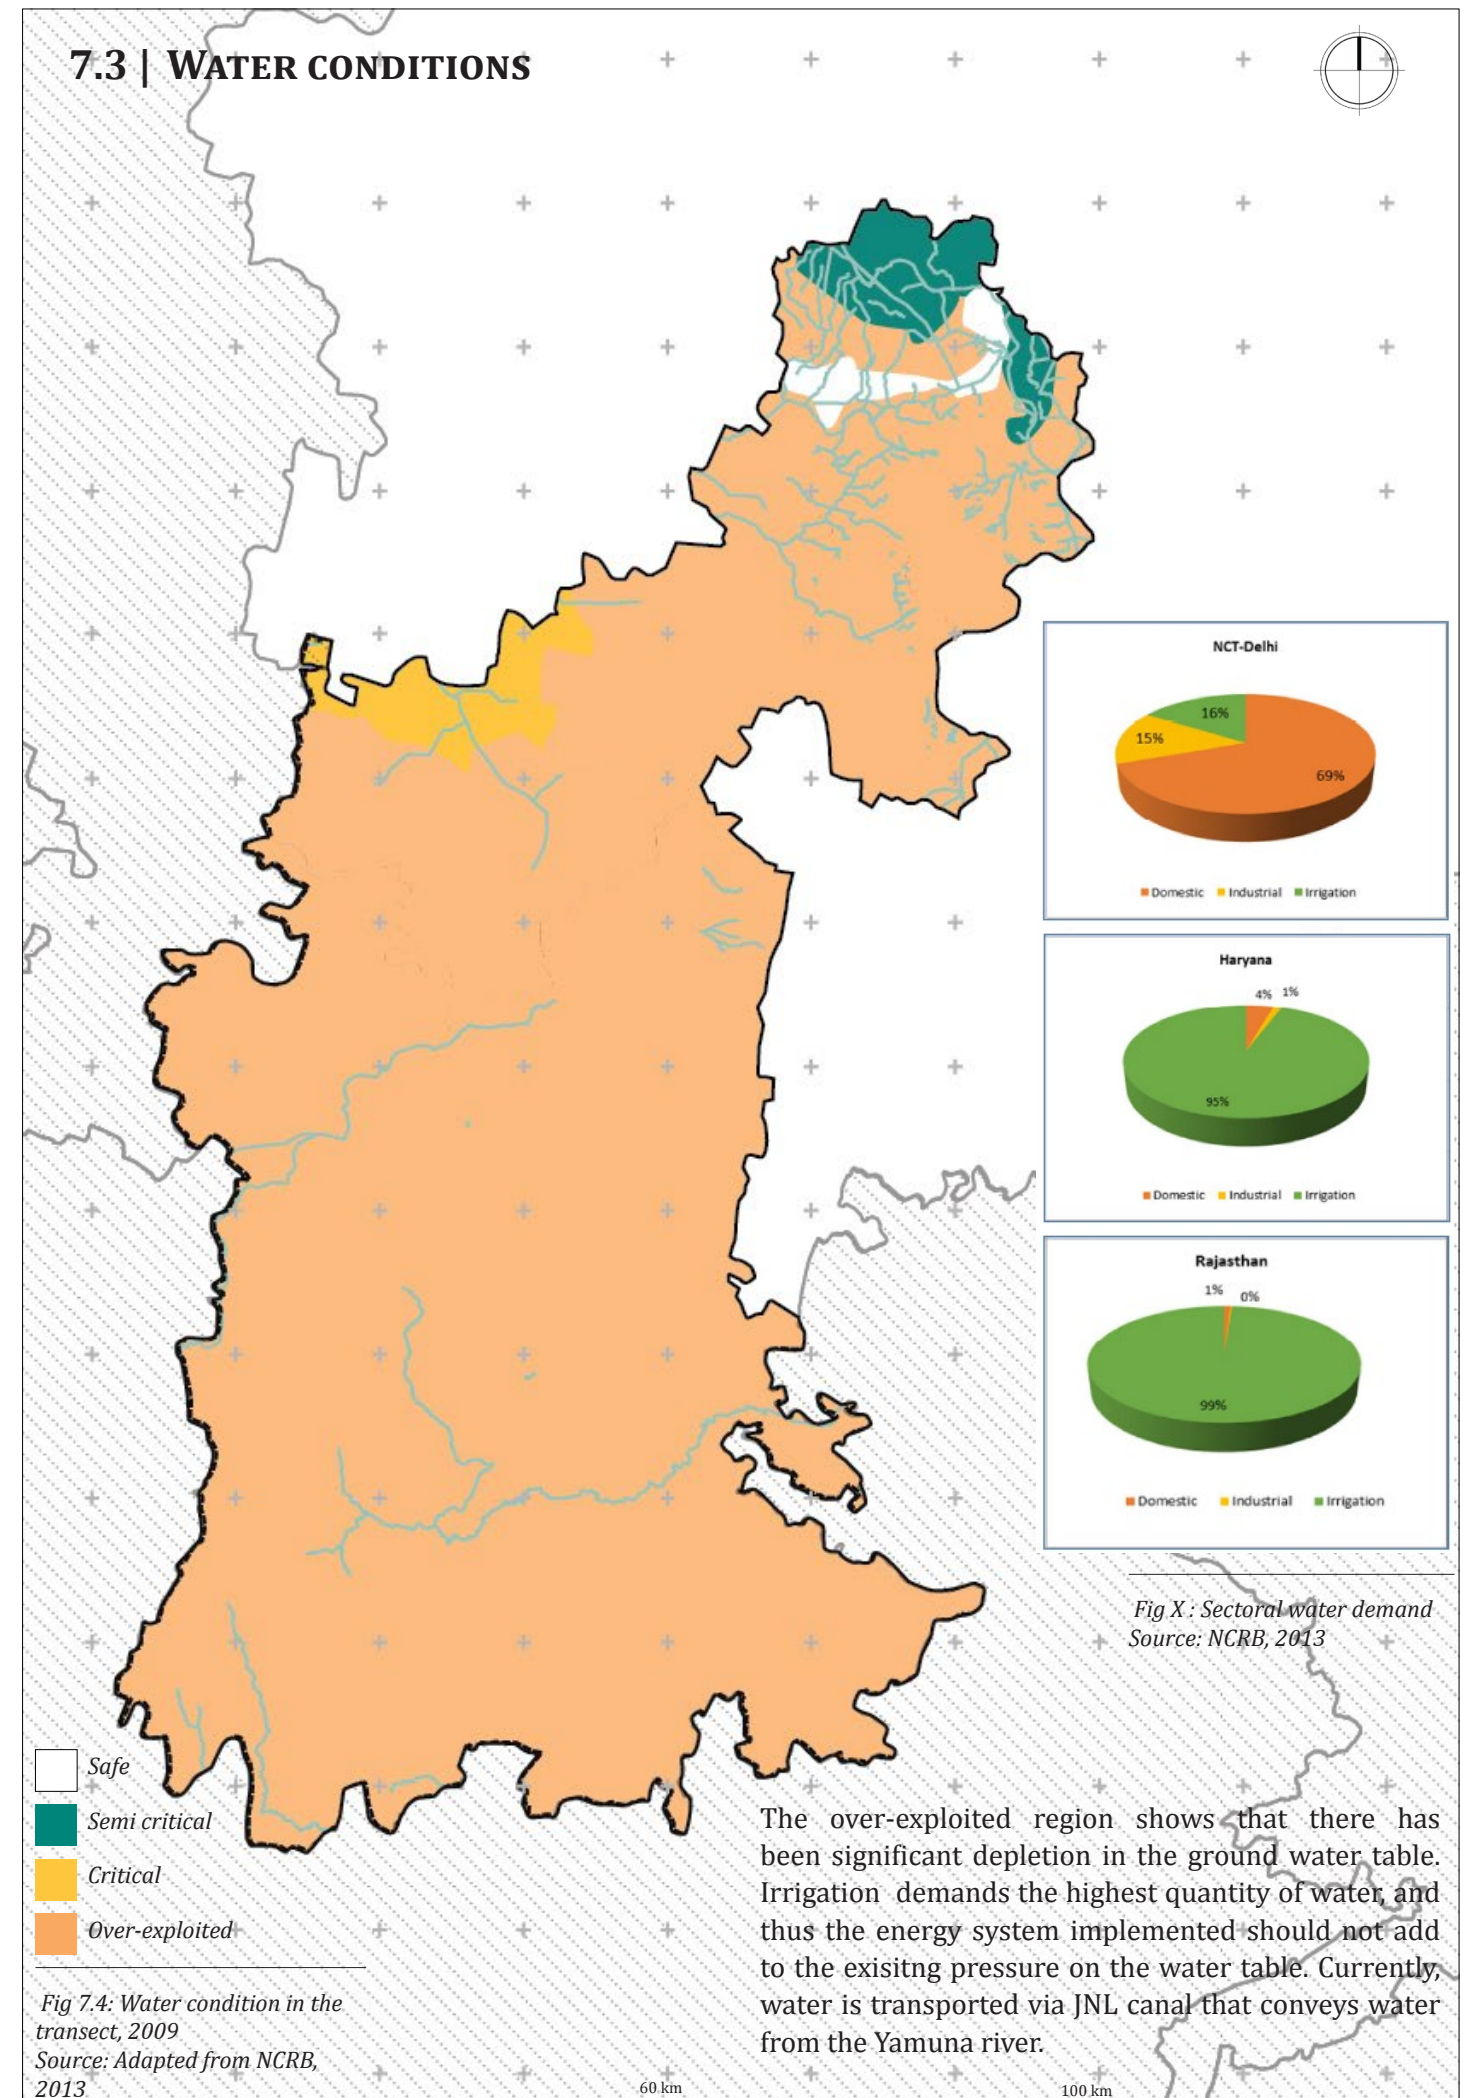 7.3 | WATER CONDITIONS
NCT-Delhi
16%
15%
69%
Domestic Industrial Irrigation
Haryana
4% 1%
95%
Domestic Industrial Irrigation
Rajasthan
1% 0%
99%
Domestic Industrial Irrigation
Fig X : Sectoral water demand
Source: NCRB, 2013
Safe
Semi critical
Critical
Over-exploited
Fig 7.4: Water condition in the
transect, 2009
Source: Adapted from NCRB,
2013
The over-exploited region shows that there has
been significant depletion in the ground water table.
Irrigation demands the highest quantity of water, and
thus the energy system implemented should not add
to the exisitng pressure on the water table. Currently,
water is transported via JNL canal that conveys water
from the Yamuna river.
60 km
100 km